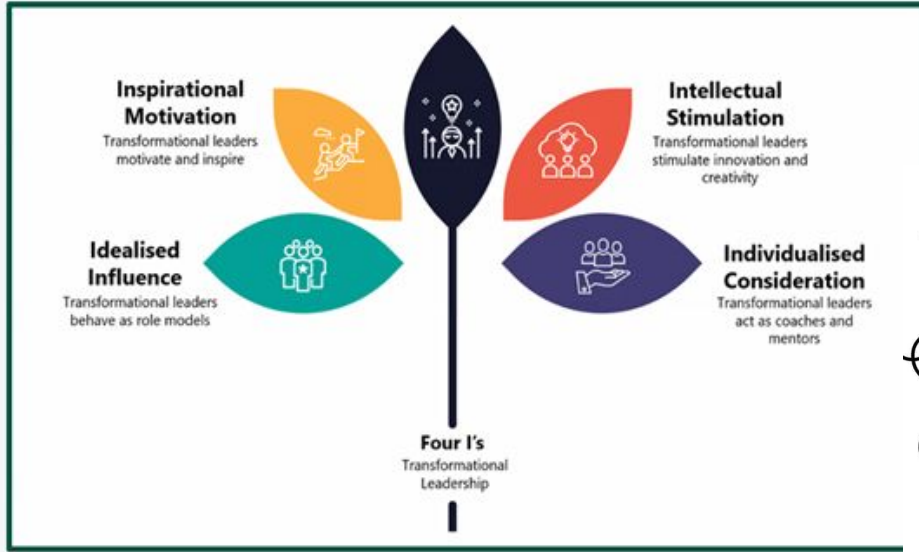 Inspirational
Motivation
Transformational leaders
motivate and inspire
Intellectual
Stimulation
Transformational leaders
stimulate innovation and
creativity
Idealised
Influence
Transformational leaders
behave as role models
Individualised
Consideration
Transformational leaders
act as coaches and
mentors
Four I's
Transformational
Leadership